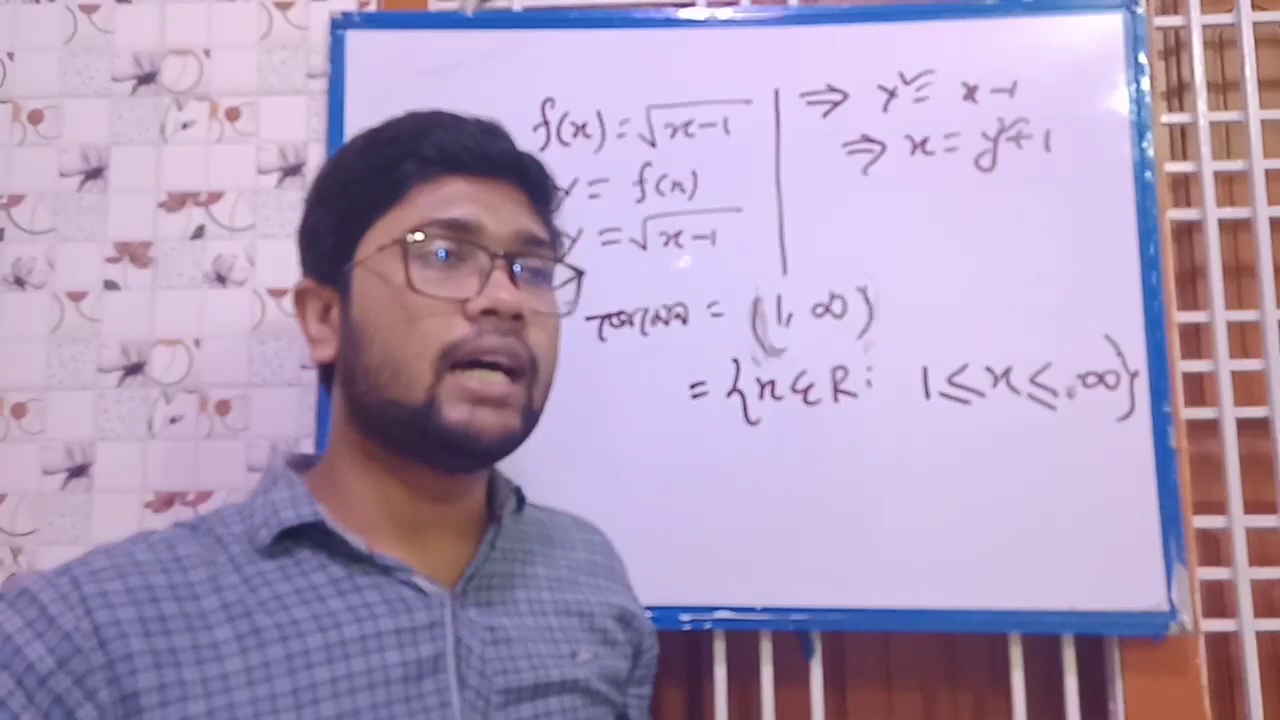 f(x) = √x-1
y = f(x)
y = √x-1
⇒ y² = x-1
⇒ x = y²+1
ডোমেন = (1, ∞)
= {x ∈ R : 1 ≤ x ≤ ∞}